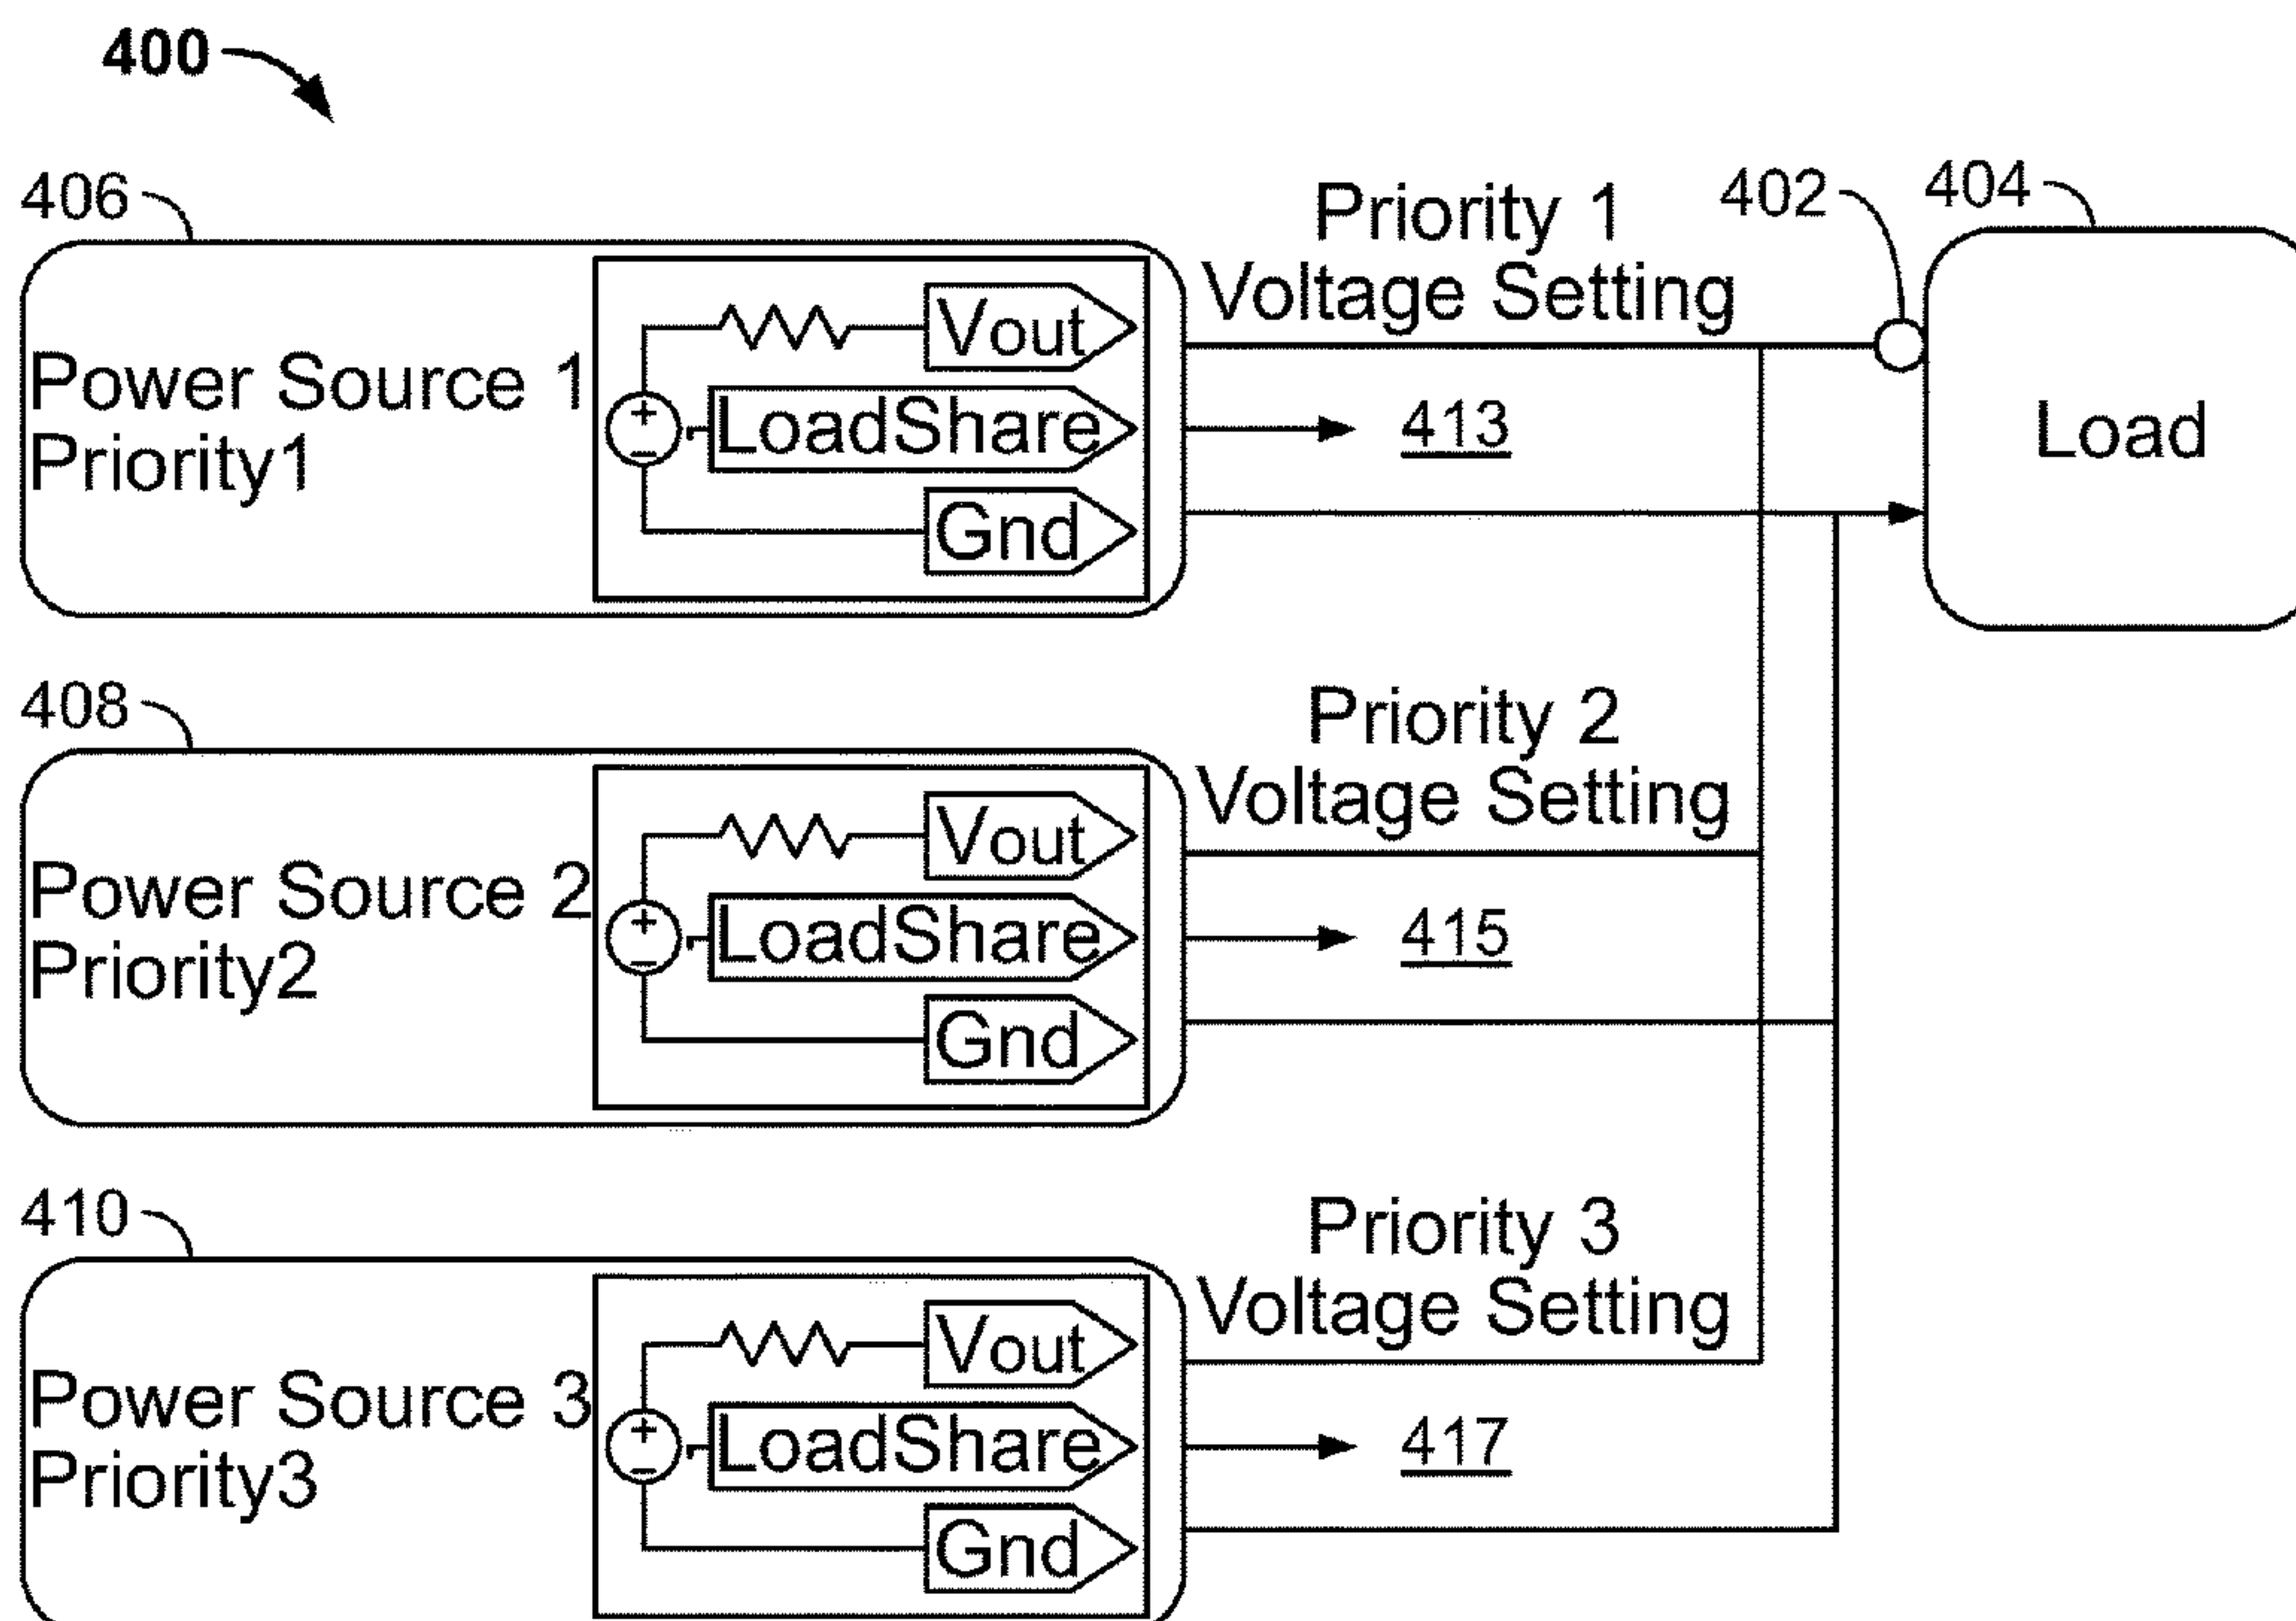 400
406
Power Source 1
Priority1
+
−
Vout
LoadShare
Gnd
Priority 1
Voltage Setting
413
402
404
Load
408
Power Source 2
Priority2
+
−
Vout
LoadShare
Gnd
Priority 2
Voltage Setting
415
410
Power Source 3
Priority3
+
−
Vout
LoadShare
Gnd
Priority 3
Voltage Setting
417